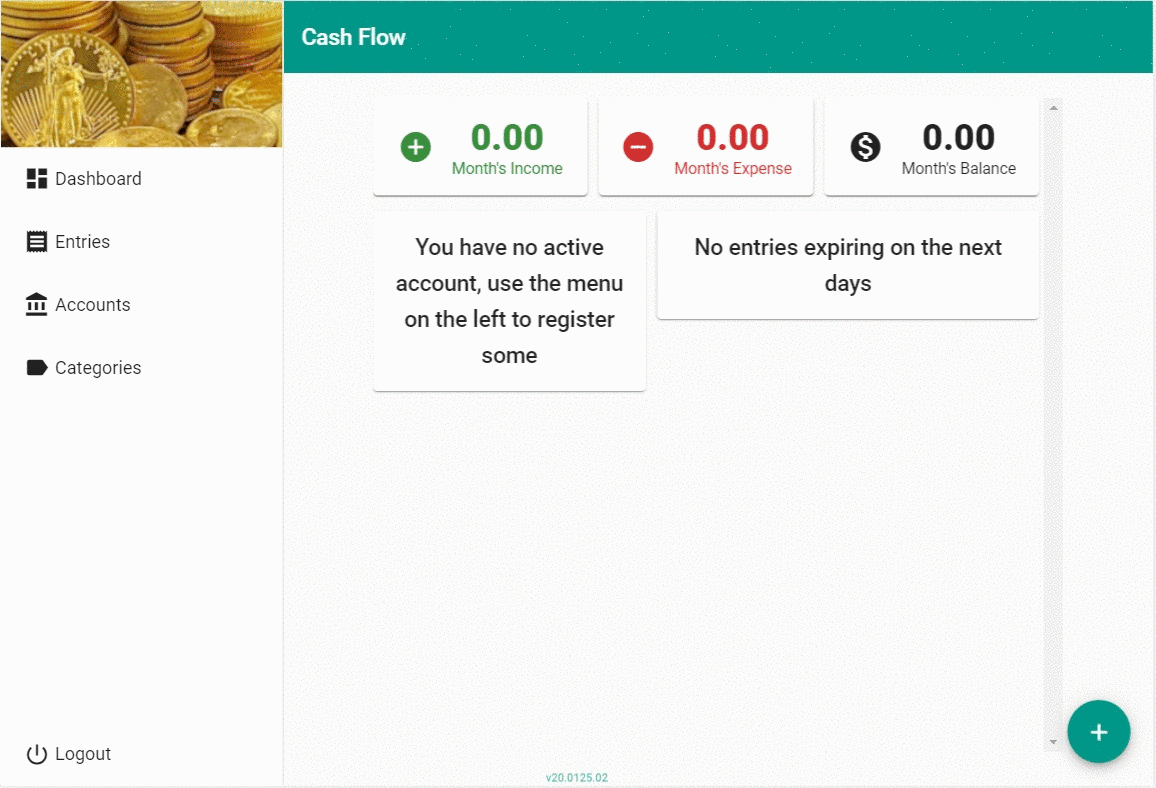 Cash Flow
Dashboard
Entries
Accounts
Categories
Logout
0.00
Month's Income
0.00
Month's Expense
0.00
Month's Balance
You have no active
account, use the menu
on the left to register
some
No entries expiring on the next
days
v20.0125.02